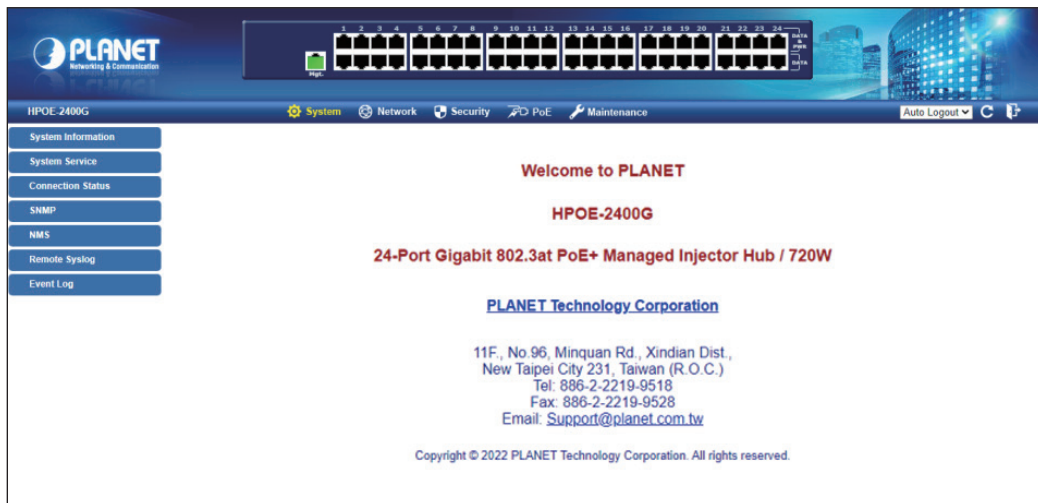 1 2 3 4 5 6 7 8 9 10 11 12 13 14 15 16 17 18 19 20 21 22 23 24
DATA
&
PWR
DATA
Mgt.
PLANET
Networking & Communication
HPOE-2400G
System Network Security PoE Maintenance
Auto Logout
System Information
System Service
Connection Status
SNMP
NMS
Remote Syslog
Event Log
Welcome to PLANET
HPOE-2400G
24-Port Gigabit 802.3at PoE+ Managed Injector Hub / 720W
PLANET Technology Corporation
11F., No.96, Minquan Rd., Xindian Dist.,
New Taipei City 231, Taiwan (R.O.C.)
Tel: 886-2-2219-9518
Fax: 886-2-2219-9528
Email: Support@planet.com.tw
Copyright © 2022 PLANET Technology Corporation. All rights reserved.